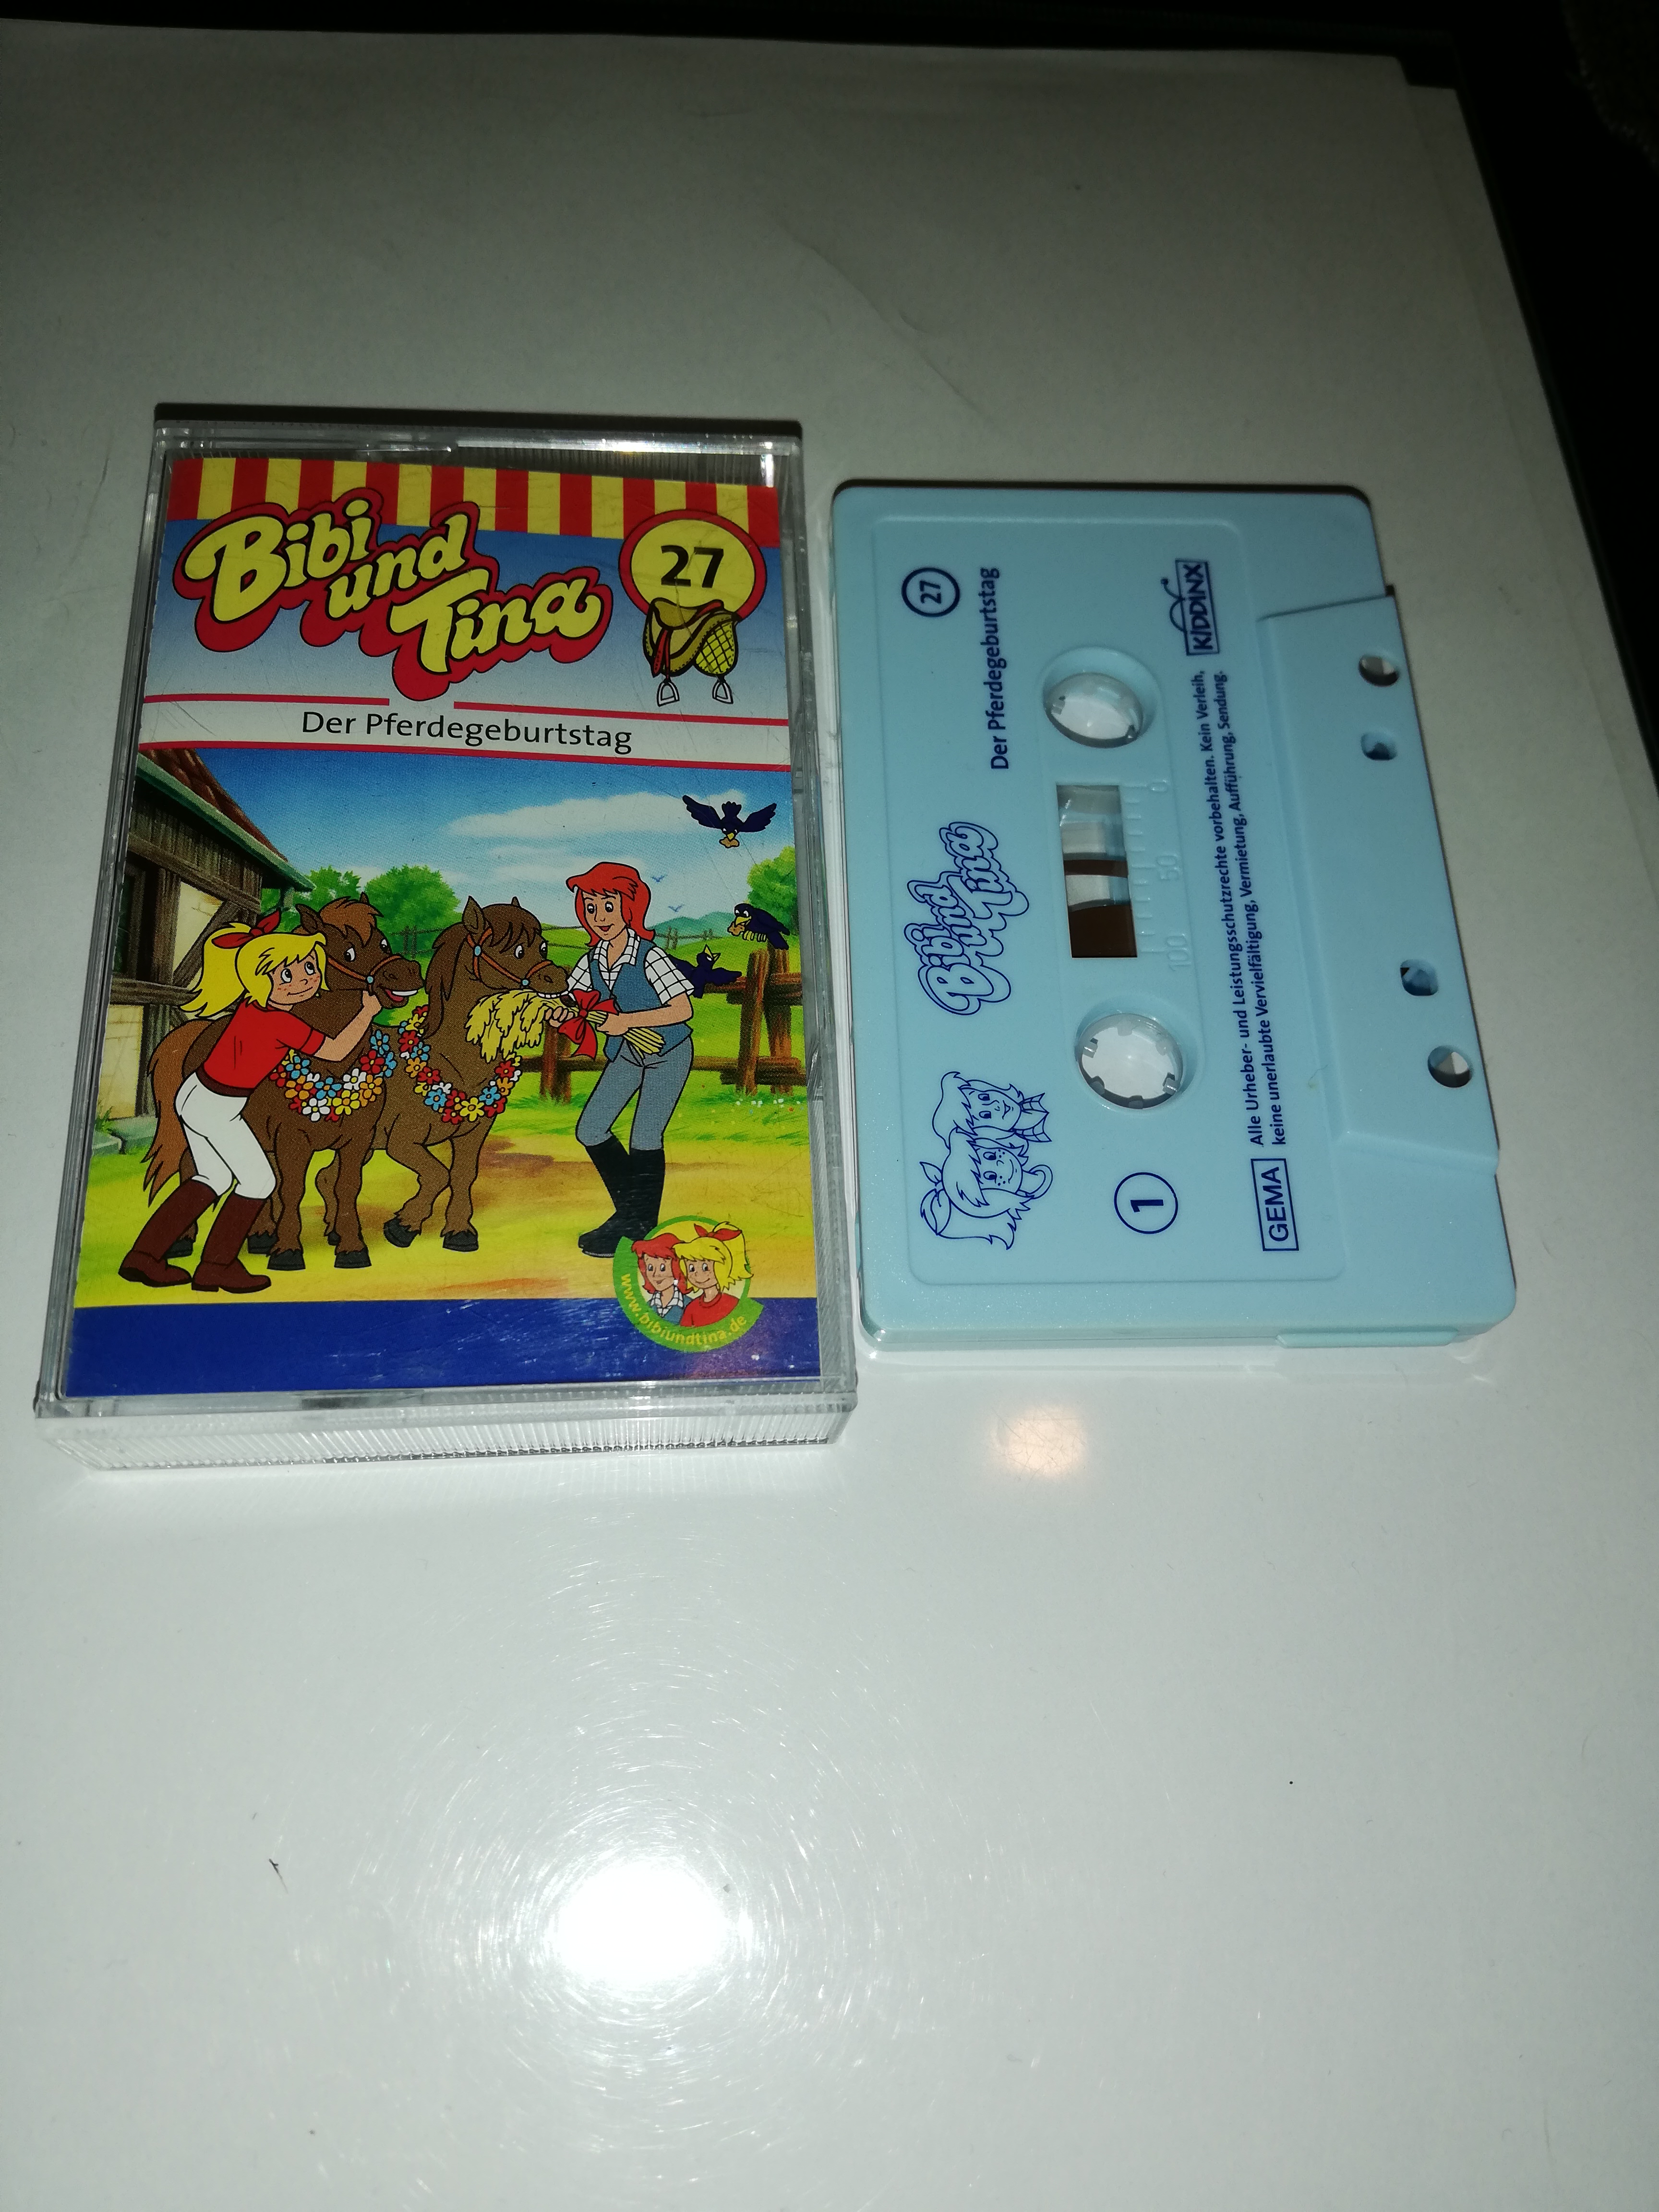 Bibi
und
Tina
27
Der Pferdegeburtstag
www.bibiundtina.de
27
Der Pferdegeburtstag
Bibi
und
Tina
1
100 50 0
KIDDINX
GEMA
Alle Urheber- und Leistungsschutzrechte vorbehalten. Kein Verleih,
keine unerlaubte Vervielfältigung, Vermietung, Aufführung, Sendung.